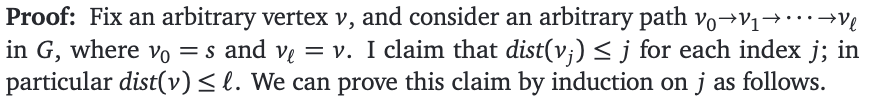 Proof: Fix an arbitrary vertex v, and consider an arbitrary path v₀→v₁→⋯→vℓ
in G, where v₀ = s and vℓ = v. I claim that dist(vⱼ) ≤ j for each index j; in
particular dist(v) ≤ ℓ. We can prove this claim by induction on j as follows.